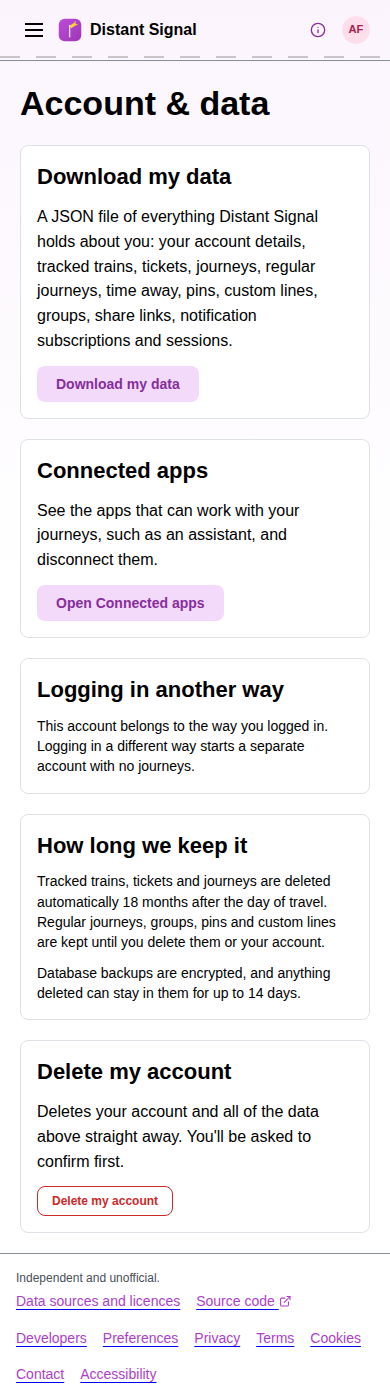 Distant Signal
AF
Account & data
Download my data
A JSON file of everything Distant Signal
holds about you: your account details,
tracked trains, tickets, journeys, regular
journeys, time away, pins, custom lines,
groups, share links, notification
subscriptions and sessions.
Download my data
Connected apps
See the apps that can work with your
journeys, such as an assistant, and
disconnect them.
Open Connected apps
Logging in another way
This account belongs to the way you logged in.
Logging in a different way starts a separate
account with no journeys.
How long we keep it
Tracked trains, tickets and journeys are deleted
automatically 18 months after the day of travel.
Regular journeys, groups, pins and custom lines
are kept until you delete them or your account.
Database backups are encrypted, and anything
deleted can stay in them for up to 14 days.
Delete my account
Deletes your account and all of the data
above straight away. You'll be asked to
confirm first.
Delete my account
Independent and unofficial.
Data sources and licences Source code
Developers Preferences Privacy Terms Cookies
Contact Accessibility